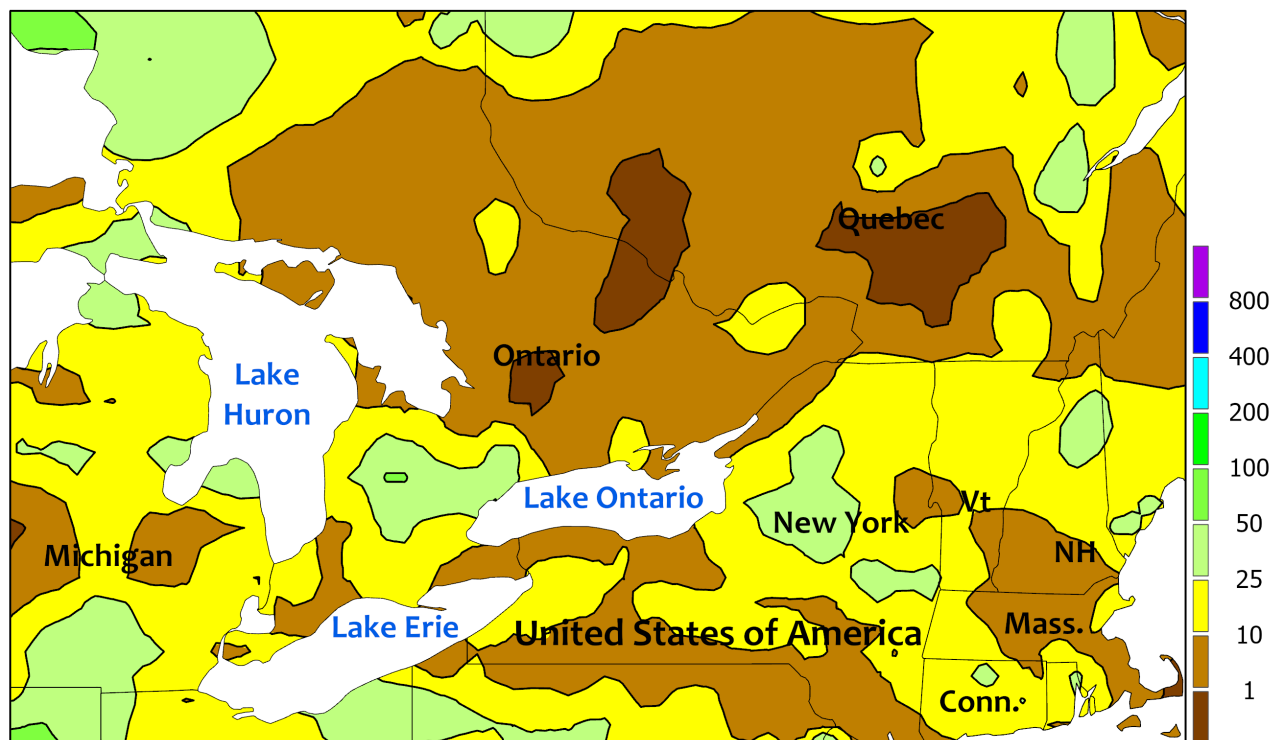 Quebec
800
Ontario
400
Lake
Huron
200
100
Lake Ontario
Vt
New York
50
Michigan
NH
25
Lake Erie
United States of America
Mass.
10
Conn.
1